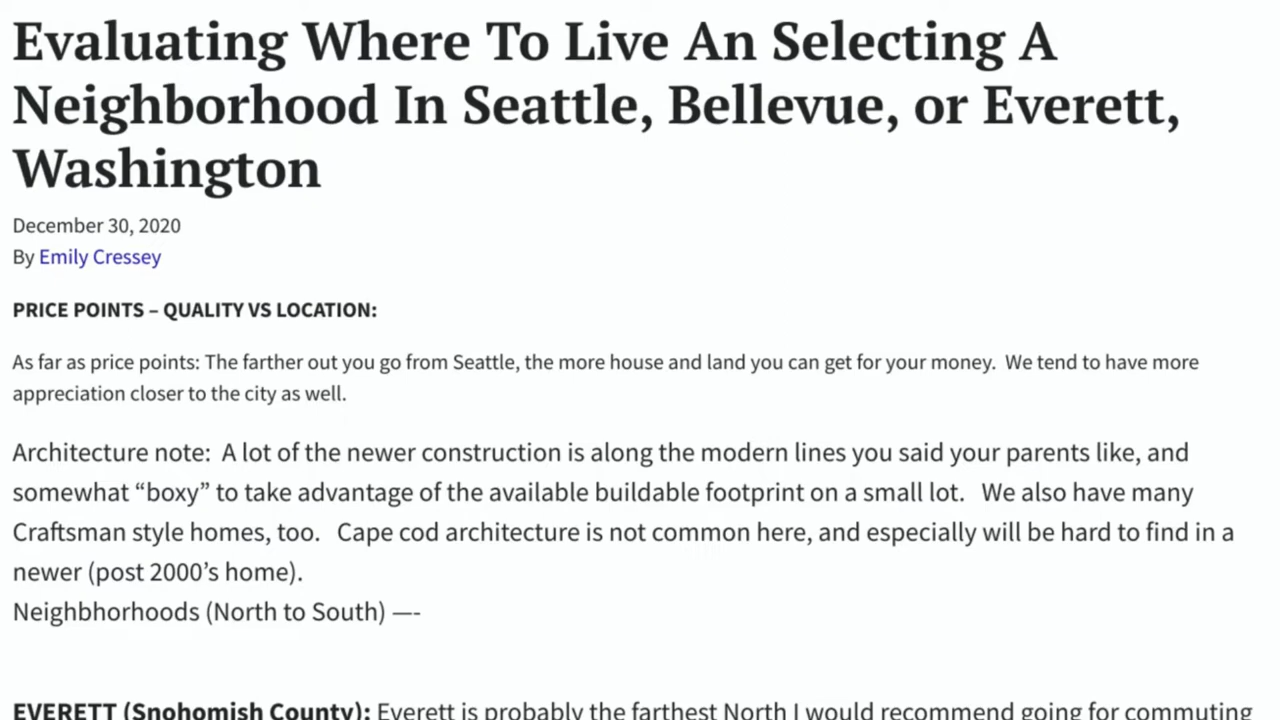 Evaluating Where To Live An Selecting A
Neighborhood In Seattle, Bellevue, or Everett,
Washington
December 30, 2020
By Emily Cressey
PRICE POINTS – QUALITY VS LOCATION:
As far as price points: The farther out you go from Seattle, the more house and land you can get for your money.  We tend to have more
appreciation closer to the city as well.
Architecture note:  A lot of the newer construction is along the modern lines you said your parents like, and
somewhat “boxy” to take advantage of the available buildable footprint on a small lot.   We also have many
Craftsman style homes, too.   Cape cod architecture is not common here, and especially will be hard to find in a
newer (post 2000’s home).
Neighbhorhoods (North to South) —-
EVERETT (Snohomish County): Everett is probably the farthest North I would recommend going for commuting